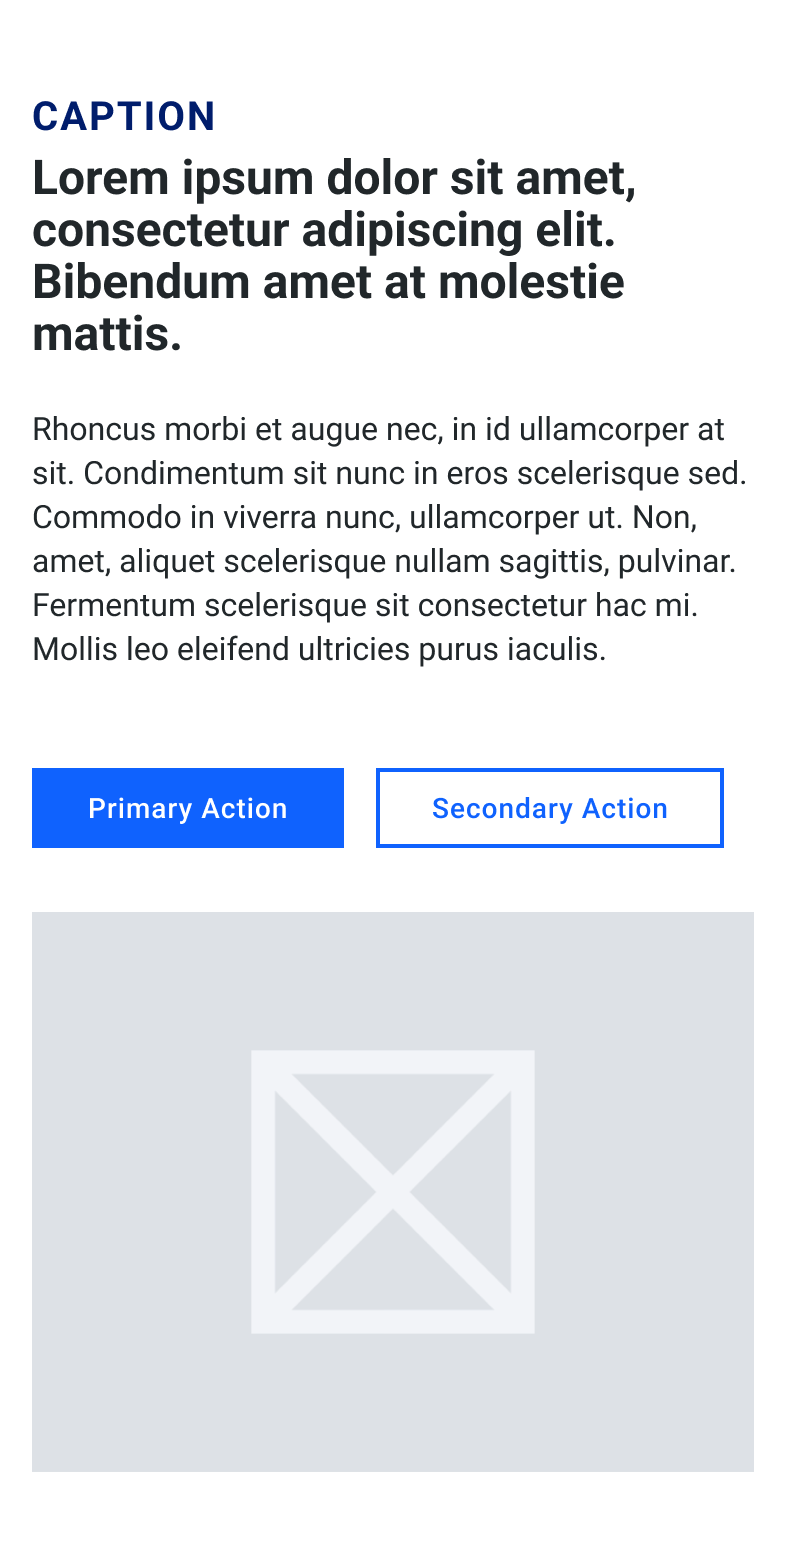 CAPTION
Lorem ipsum dolor sit amet,
consectetur adipiscing elit.
Bibendum amet at molestie
mattis.
Rhoncus morbi et augue nec, in id ullamcorper at
sit. Condimentum sit nunc in eros scelerisque sed.
Commodo in viverra nunc, ullamcorper ut. Non,
amet, aliquet scelerisque nullam sagittis, pulvinar.
Fermentum scelerisque sit consectetur hac mi.
Mollis leo eleifend ultricies purus iaculis.
Primary Action
Secondary Action